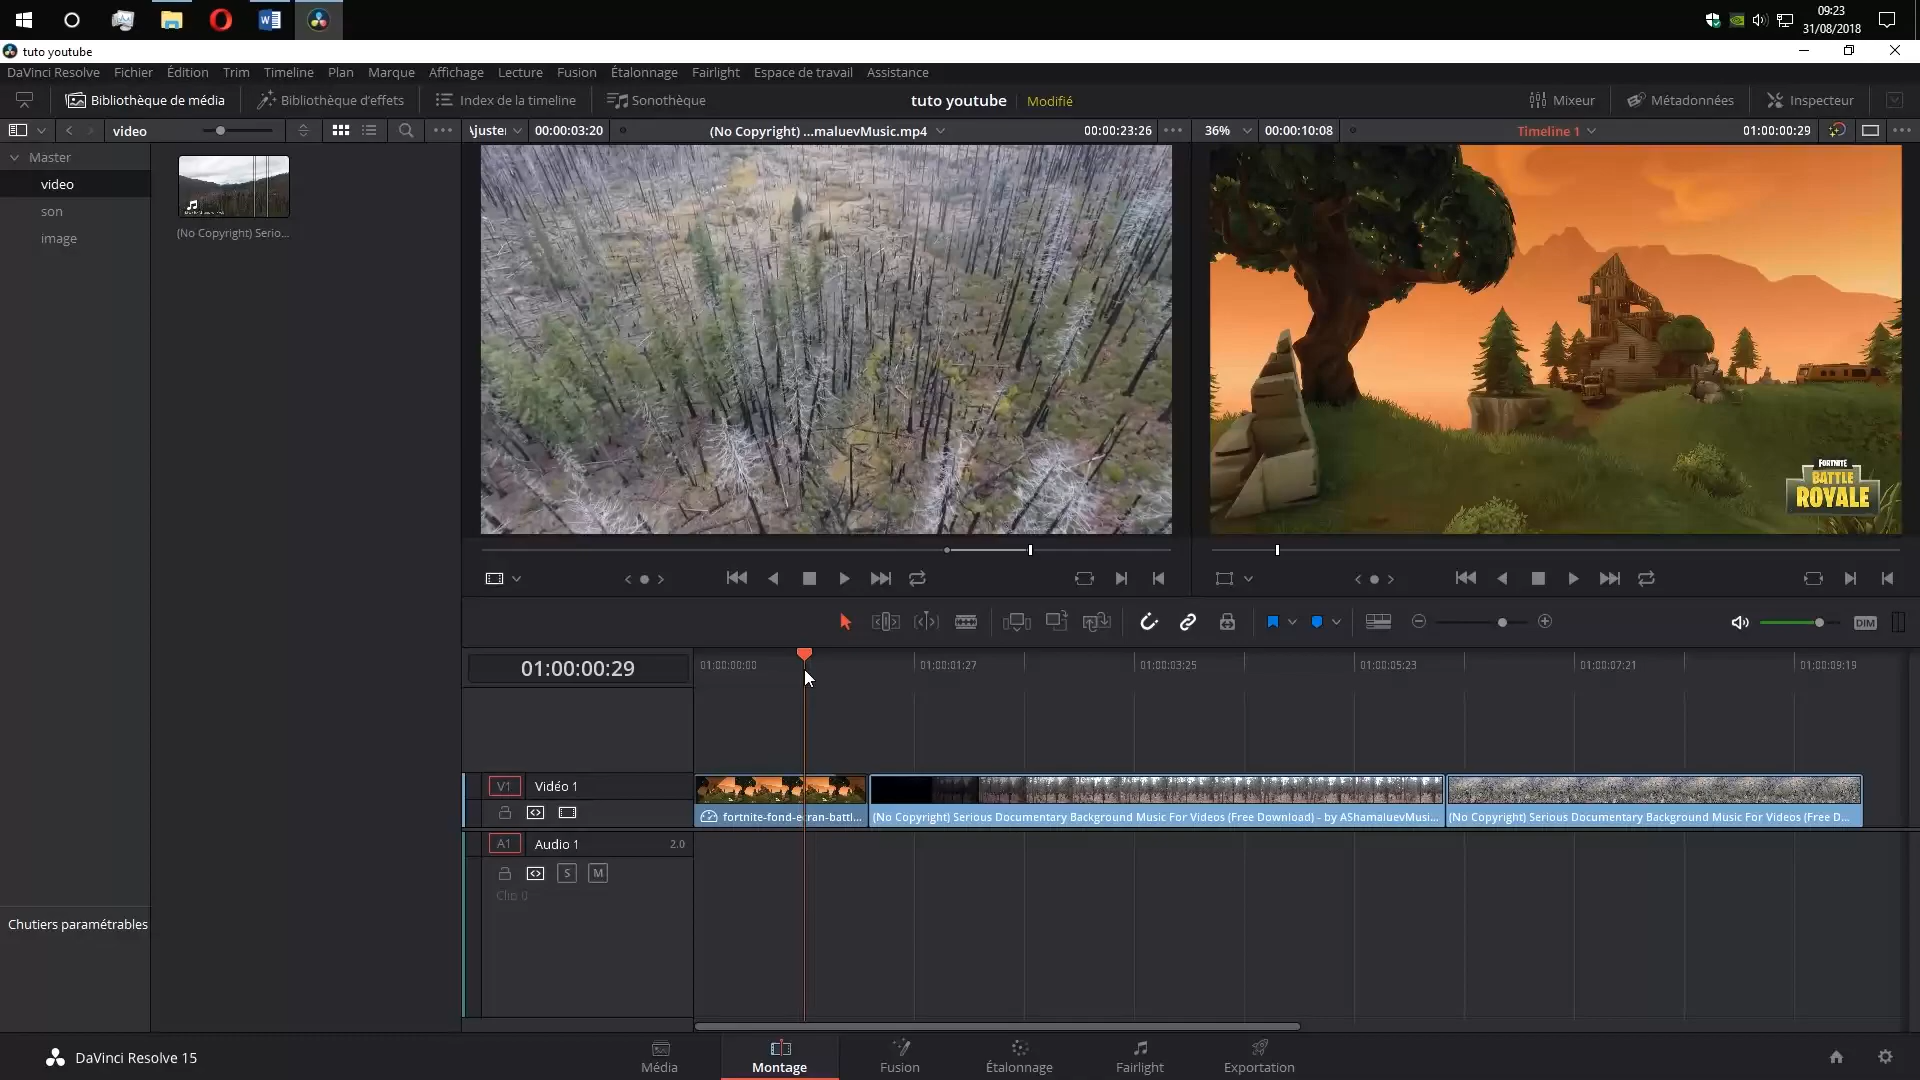 09:23
31/08/2018
tuto youtube
DaVinci Resolve Fichier Édition Trim Timeline Plan Marque Affichage Lecture Fusion Étalonnage Fairlight Espace de travail Assistance
Bibliothèque de média Bibliothèque d'effets Index de la timeline Sonothèque tuto youtube Modifié Mixeur Métadonnées Inspecteur
video Ajuster 00:00:03:20 (No Copyright) ...maluevMusic.mp4 00:00:23:26 36% 00:00:10:08 Timeline 1 01:00:00:29
Master
video
son
image
(No Copyright) Serio...
FORTNITE
BATTLE
ROYALE
DIM
01:00:00:29 01:00:00:00 01:00:01:27 01:00:03:25 01:00:05:23 01:00:07:21 01:00:09:19
V1 Vidéo 1
fortnite-fond-ecran-battl... (No Copyright) Serious Documentary Background Music For Videos (Free Download) - by AShamaluevMusi... (No Copyright) Serious Documentary Background Music For Videos (Free D...
A1 Audio 1 2.0
S M
Clip 0
Chutiers paramétrables
DaVinci Resolve 15 Média Montage Fusion Étalonnage Fairlight Exportation